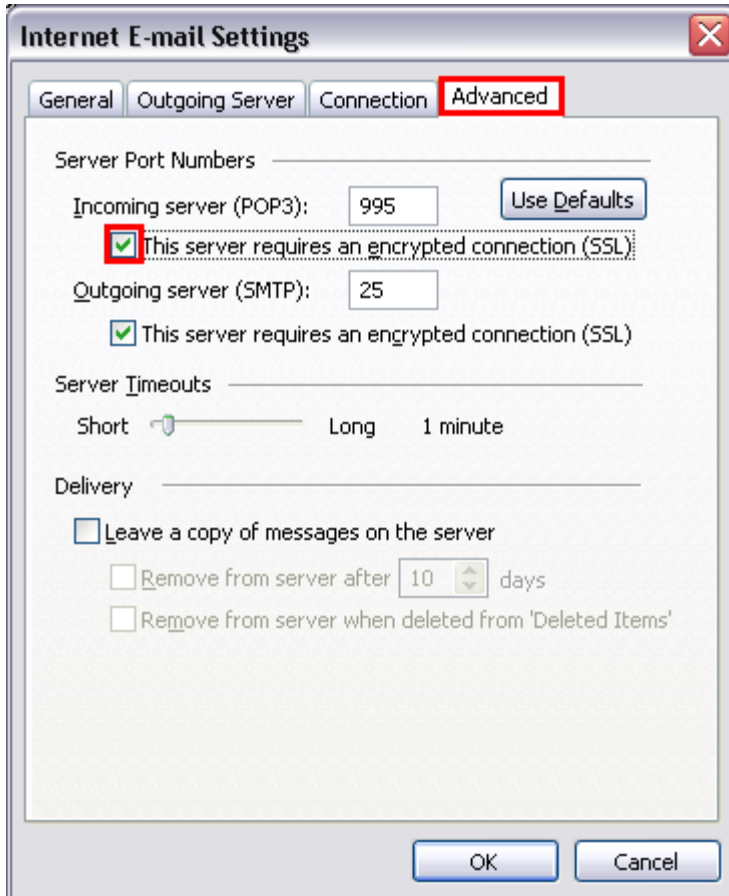 Internet E-mail Settings
General Outgoing Server Connection Advanced
Server Port Numbers
Incoming server (POP3): 995 Use Defaults
This server requires an encrypted connection (SSL)
Outgoing server (SMTP): 25
This server requires an encrypted connection (SSL)
Server Timeouts
Short Long 1 minute
Delivery
Leave a copy of messages on the server
Remove from server after 10 days
Remove from server when deleted from 'Deleted Items'
OK Cancel